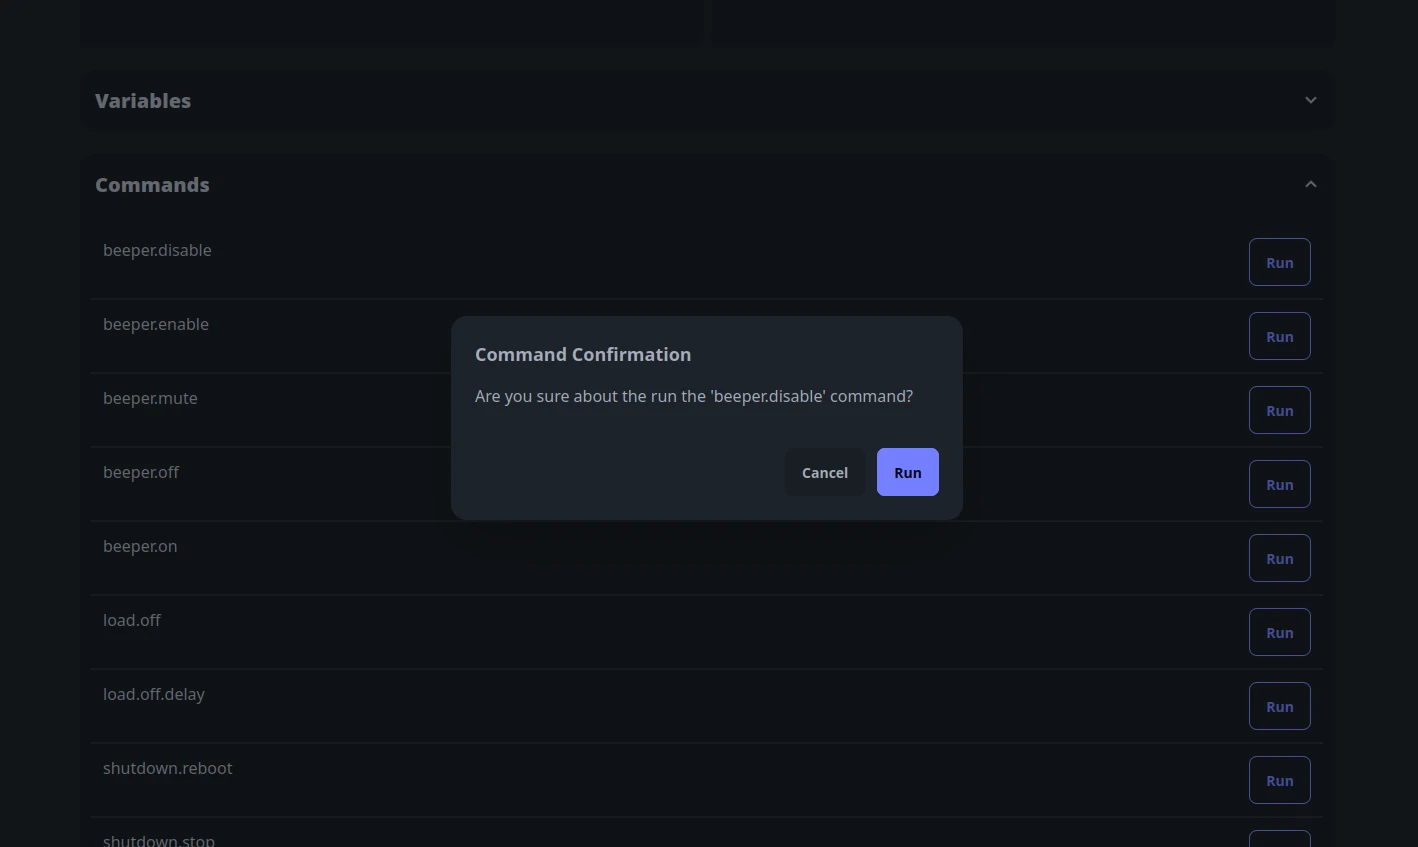 Variables
Commands
beeper.disable
Run
beeper.enable
Run
Command Confirmation
Are you sure about the run the 'beeper.disable' command?
Cancel
Run
beeper.mute
Run
beeper.off
Run
beeper.on
Run
load.off
Run
load.off.delay
Run
shutdown.reboot
Run
shutdown.stop